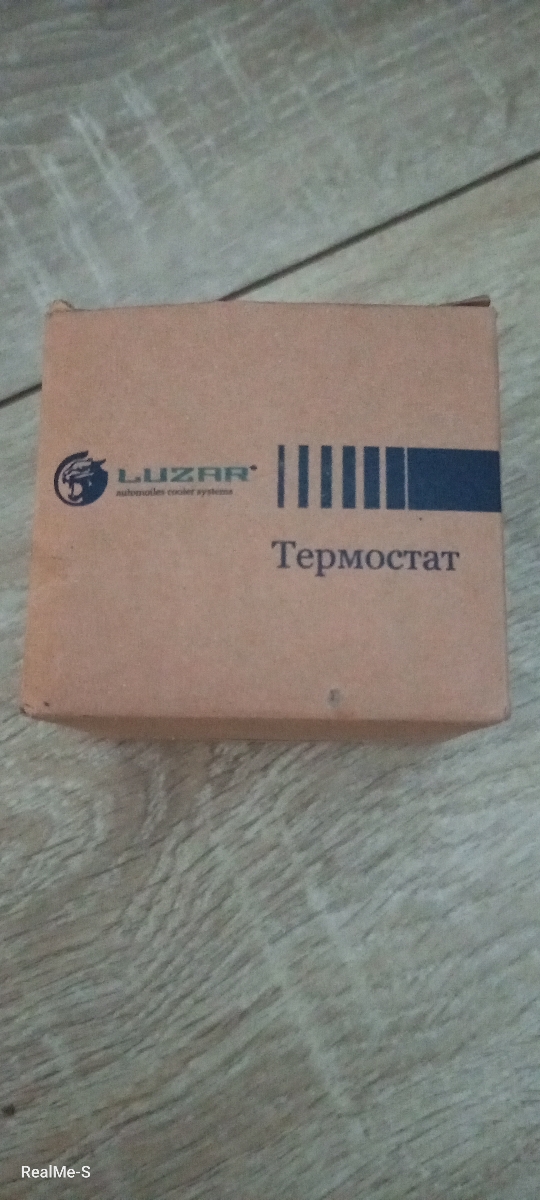 LUZAR®
automotive cooler systems
Термостат
RealMe-S